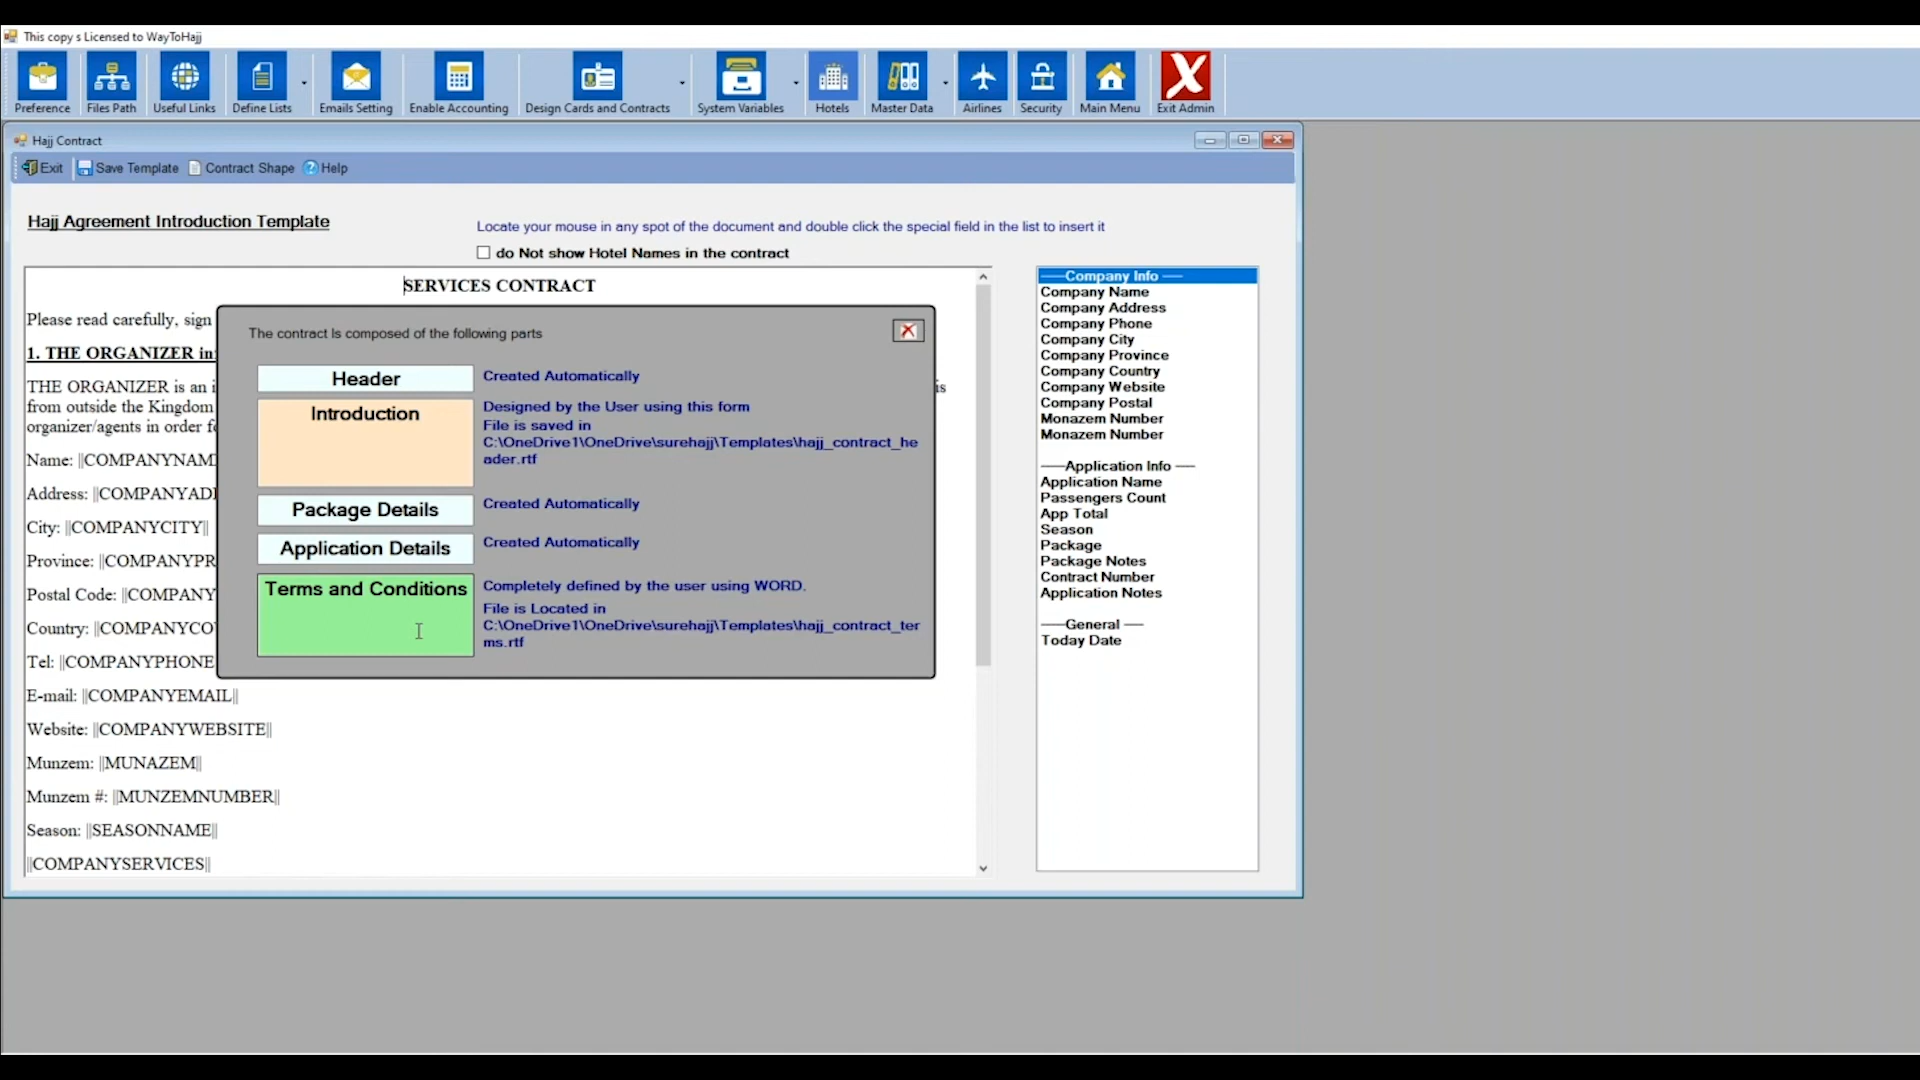 This copy s Licensed to WayToHajj
Preference
Files Path
Useful Links
Define Lists
Emails Setting
Enable Accounting
Design Cards and Contracts
System Variables
Hotels
Master Data
Airlines
Security
Main Menu
Exit Admin
Hajj Contract
Exit
Save Template
Contract Shape
Help
Hajj Agreement Introduction Template
Locate your mouse in any spot of the document and double click the special field in the list to insert it
do Not show Hotel Names in the contract
SERVICES CONTRACT
Please read carefully, sign
1. THE ORGANIZER in
THE ORGANIZER is an i
is
from outside the Kingdom
organizer/agents in order f
Name: ||COMPANYNAM
Address: ||COMPANYADI
City: ||COMPANYCITY||
Province: ||COMPANYPR
Postal Code: ||COMPANY
Country: ||COMPANYCO
Tel: ||COMPANYPHONE
E-mail: ||COMPANYEMAIL||
Website: ||COMPANYWEBSITE||
Munzem: ||MUNAZEM||
Munzem #: ||MUNZEMNUMBER||
Season: ||SEASONNAME||
||COMPANYSERVICES||
The contract Is composed of the following parts
Header
Created Automatically
Introduction
Designed by the User using this form
File is saved in
C:\OneDrive1\OneDrive\surehajj\Templates\hajj_contract_he
ader.rtf
Package Details
Created Automatically
Application Details
Created Automatically
Terms and Conditions
Completely defined by the user using WORD.
File is Located in
C:\OneDrive1\OneDrive\surehajj\Templates\hajj_contract_ter
ms.rtf
-----Company Info ----
Company Name
Company Address
Company Phone
Company City
Company Province
Company Country
Company Website
Company Postal
Monazem Number
Monazem Number
-----Application Info ----
Application Name
Passengers Count
App Total
Season
Package
Package Notes
Contract Number
Application Notes
-----General ----
Today Date